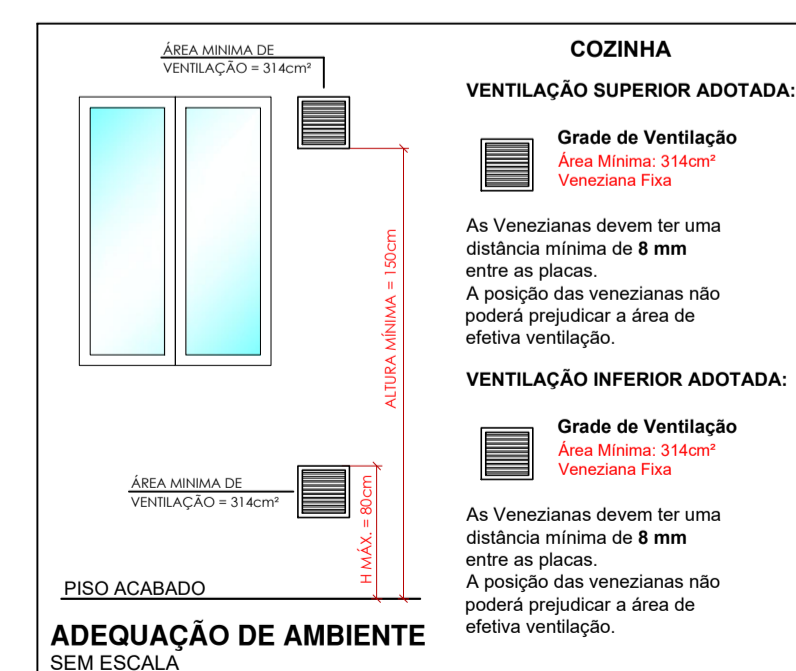 ÁREA MINIMA DE
VENTILAÇÃO = 314cm²
ALTURA MÍNIMA = 150cm
ÁREA MINIMA DE
VENTILAÇÃO = 314cm²
H MÁX. = 80cm
PISO ACABADO
ADEQUAÇÃO DE AMBIENTE
SEM ESCALA
COZINHA
VENTILAÇÃO SUPERIOR ADOTADA:
Grade de Ventilação
Área Mínima: 314cm²
Veneziana Fixa
As Venezianas devem ter uma
distância mínima de 8 mm
entre as placas.
A posição das venezianas não
poderá prejudicar a área de
efetiva ventilação.
VENTILAÇÃO INFERIOR ADOTADA:
Grade de Ventilação
Área Mínima: 314cm²
Veneziana Fixa
As Venezianas devem ter uma
distância mínima de 8 mm
entre as placas.
A posição das venezianas não
poderá prejudicar a área de
efetiva ventilação.